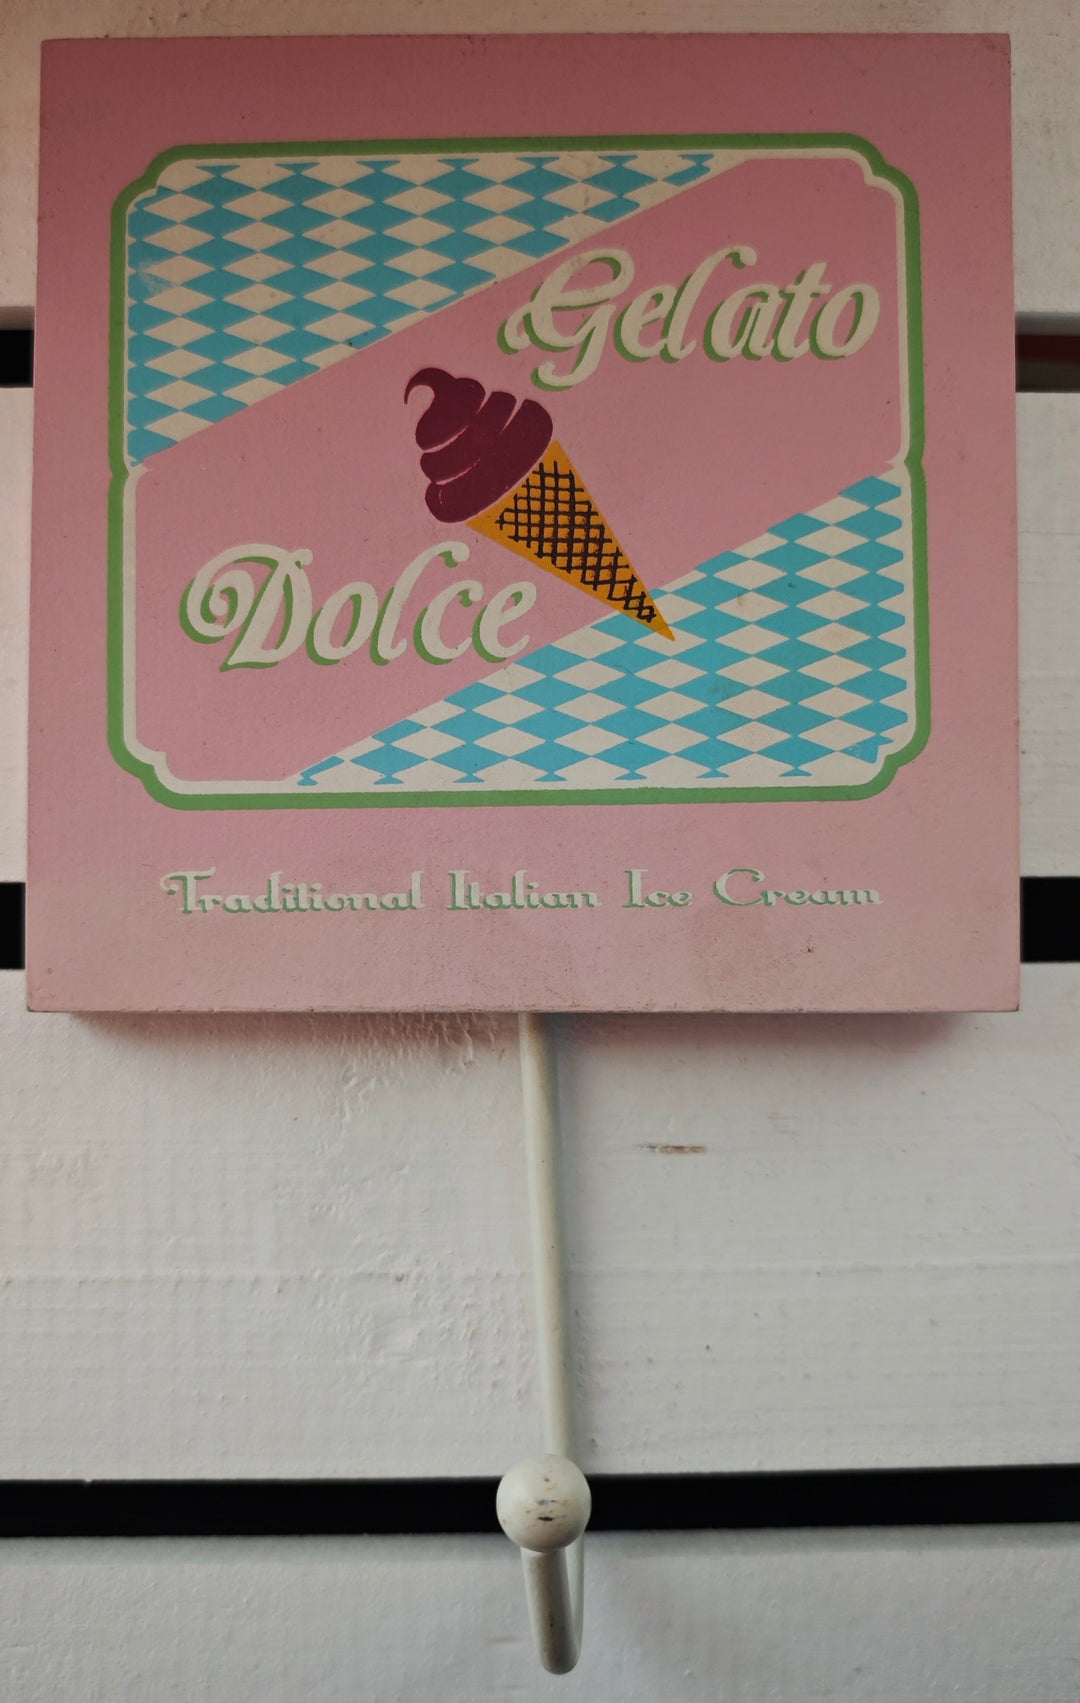 Gelato
Dolce
Traditional Italian Ice Cream